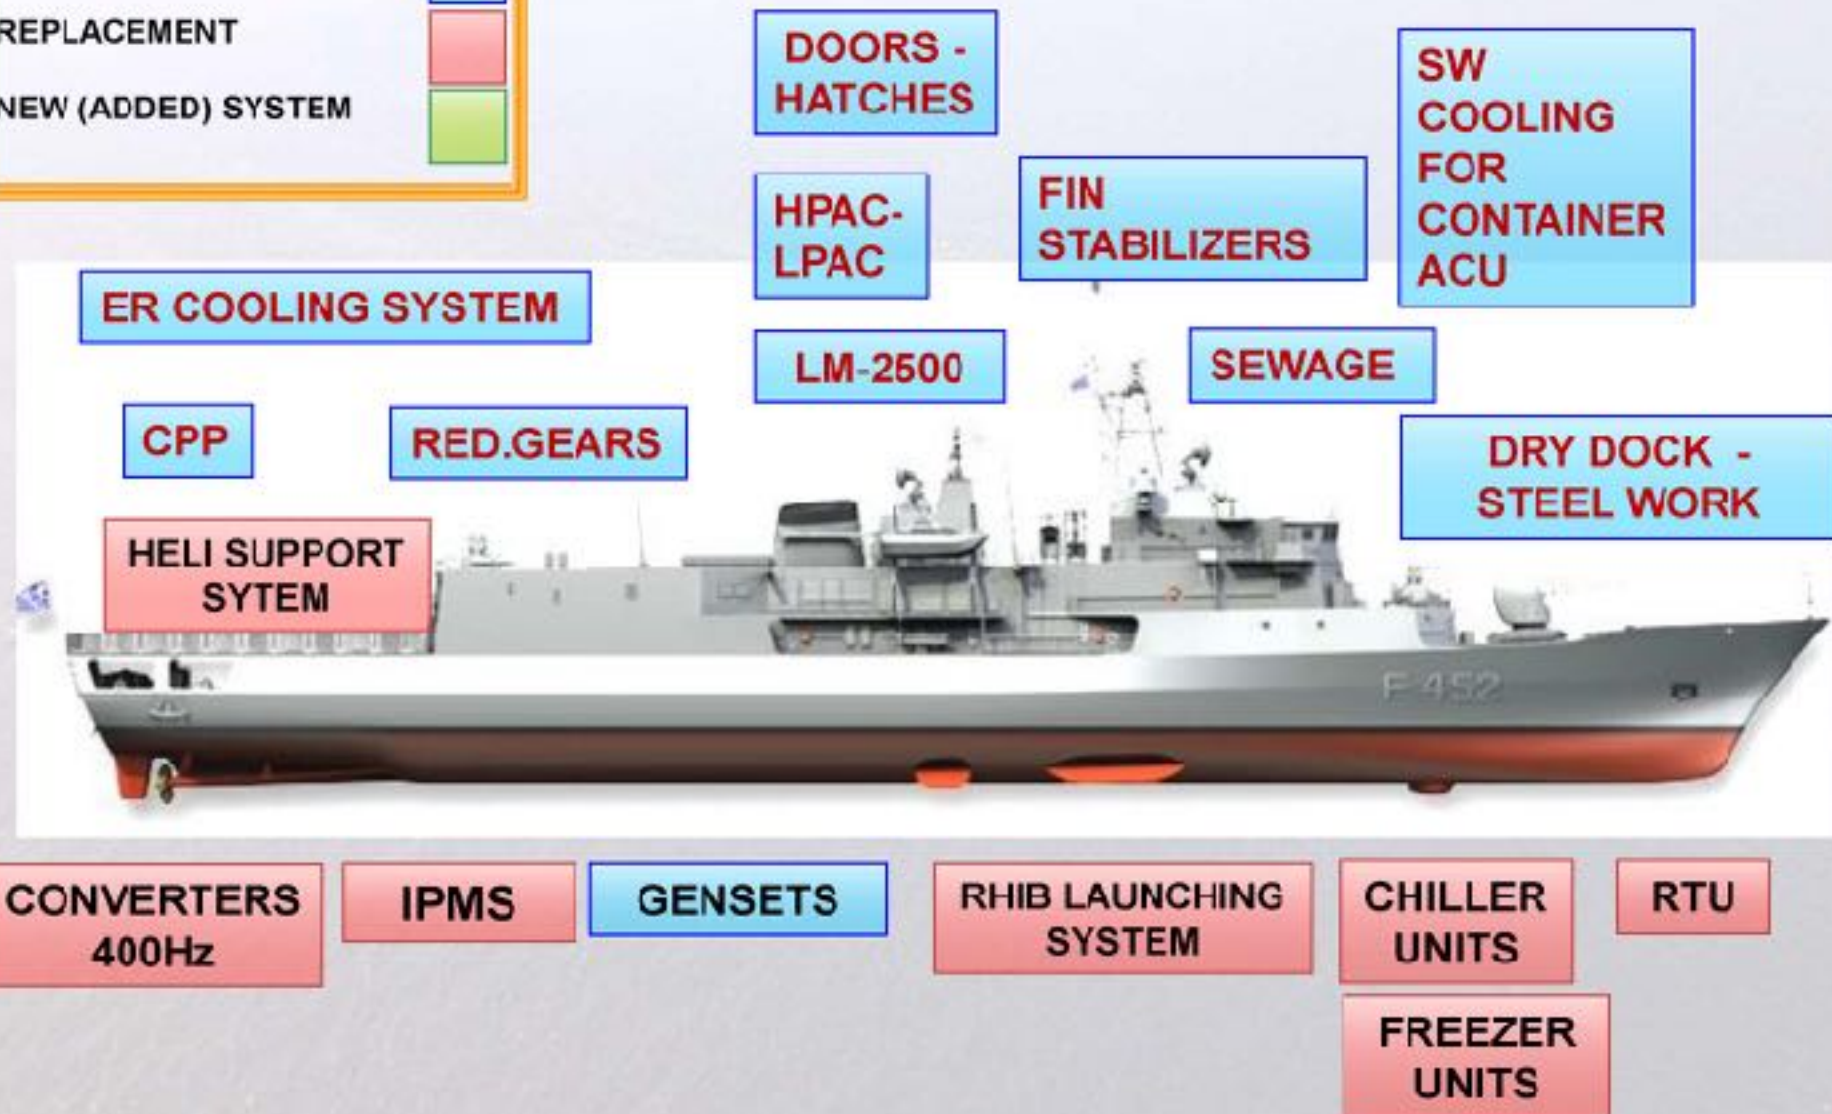 REPLACEMENT
NEW (ADDED) SYSTEM
DOORS -
HATCHES
SW
COOLING
FOR
CONTAINER
ACU
HPAC-
LPAC
FIN
STABILIZERS
ER COOLING SYSTEM
LM-2500
SEWAGE
CPP
RED.GEARS
DRY DOCK -
STEEL WORK
HELI SUPPORT
SYTEM
F 452
CONVERTERS
400Hz
IPMS
GENSETS
RHIB LAUNCHING
SYSTEM
CHILLER
UNITS
RTU
FREEZER
UNITS